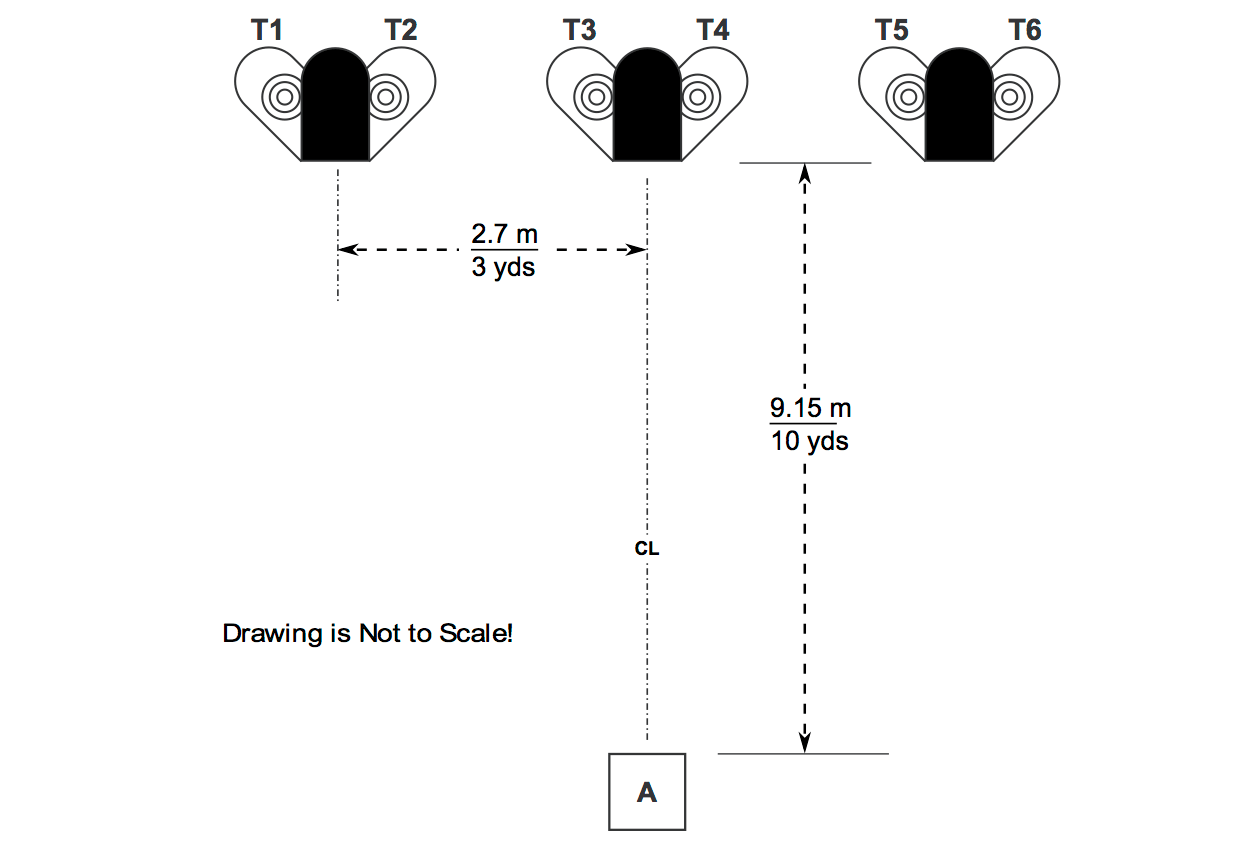 T1 T2 T3 T4 T5 T6
2.7 m
3 yds
9.15 m
10 yds
CL
Drawing is Not to Scale!
A